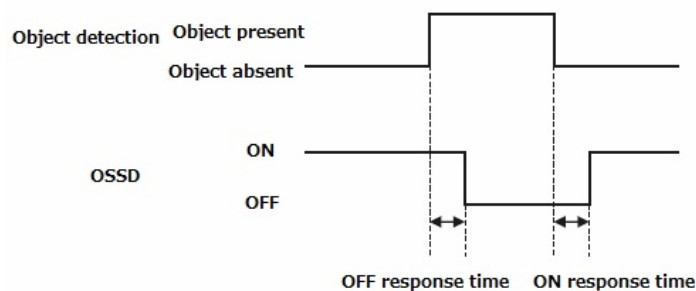 Object detection
Object present
Object absent
OSSD
ON
OFF
OFF response time
ON response time